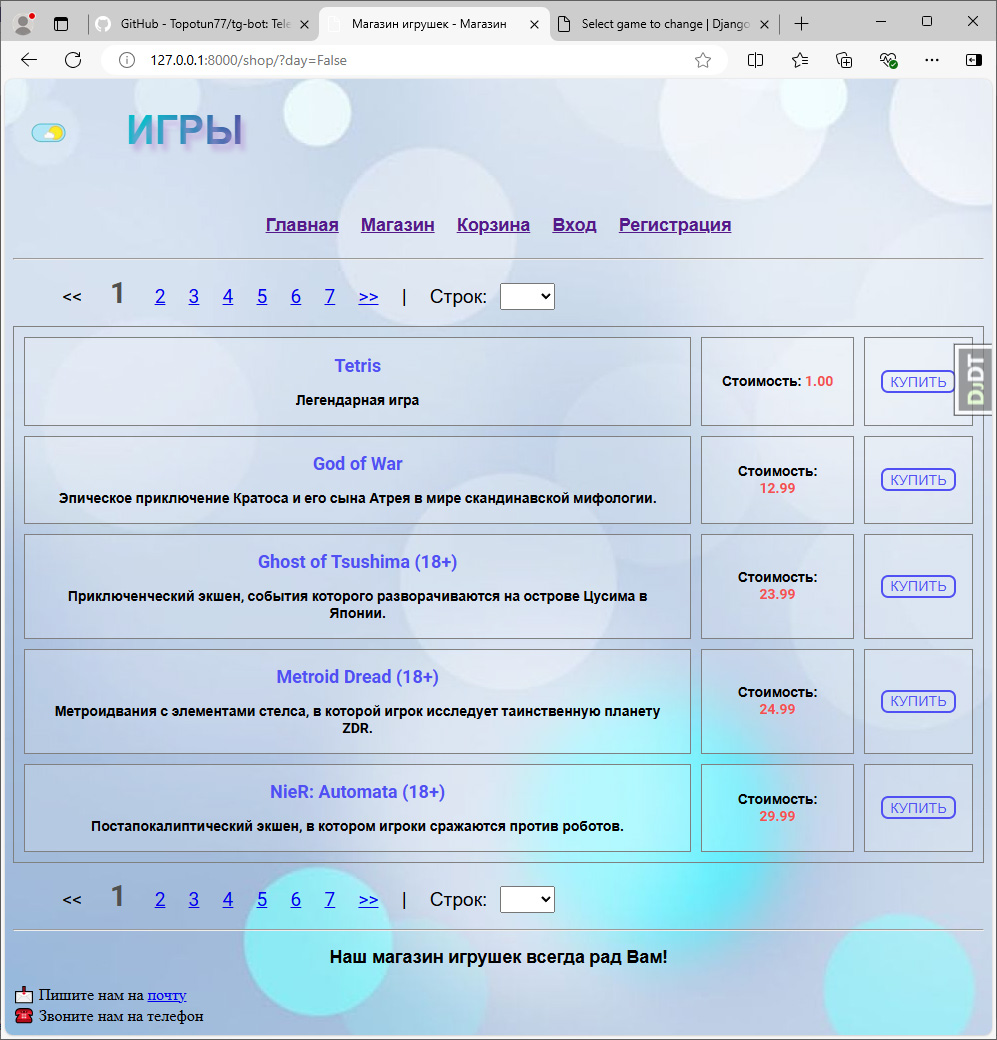 GitHub - Topotun77/tg-bot: Tele
Магазин игрушек - Магазин
Select game to change | Django
127.0.0.1:8000/shop/?day=False
ИГРЫ
Главная Магазин Корзина Вход Регистрация
<< 1 2 3 4 5 6 7 >> | Строк:
Tetris
Легендарная игра
Стоимость: 1.00
КУПИТЬ
DJDT
God of War
Эпическое приключение Кратоса и его сына Атрея в мире скандинавской мифологии.
Стоимость:
12.99
КУПИТЬ
Ghost of Tsushima (18+)
Приключенческий экшен, события которого разворачиваются на острове Цусима в
Японии.
Стоимость:
23.99
КУПИТЬ
Metroid Dread (18+)
Метроидвания с элементами стелса, в которой игрок исследует таинственную планету
ZDR.
Стоимость:
24.99
КУПИТЬ
NieR: Automata (18+)
Постапокалиптический экшен, в котором игроки сражаются против роботов.
Стоимость:
29.99
КУПИТЬ
<< 1 2 3 4 5 6 7 >> | Строк:
Наш магазин игрушек всегда рад Вам!
Пишите нам на почту
Звоните нам на телефон